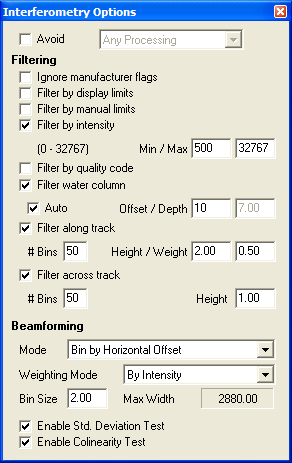 Interferometry Options
Avoid Any Processing
Filtering
Ignore manufacturer flags
Filter by display limits
Filter by manual limits
Filter by intensity
(0 - 32767) Min / Max 500 32767
Filter by quality code
Filter water column
Auto Offset / Depth 10 7.00
Filter along track
# Bins 50 Height / Weight 2.00 0.50
Filter across track
# Bins 50 Height 1.00
Beamforming
Mode Bin by Horizontal Offset
Weighting Mode By Intensity
Bin Size 2.00 Max Width 2880.00
Enable Std. Deviation Test
Enable Colinearity Test